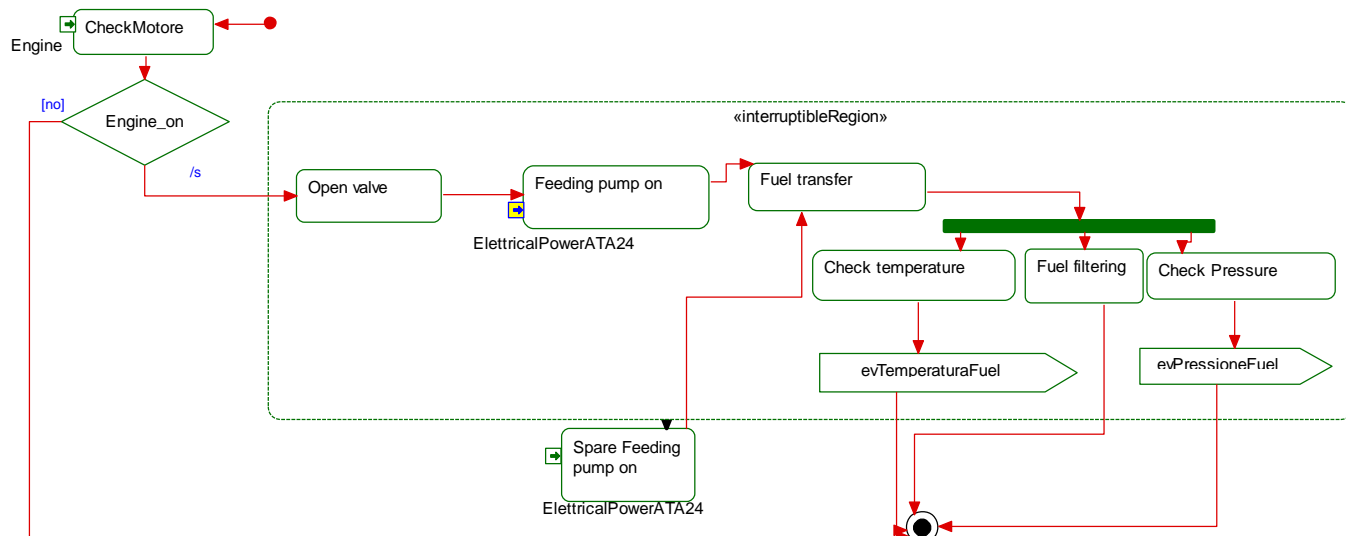 CheckMotore
Engine
[no]
Engine_on
«interruptibleRegion»
/s
Open valve
Feeding pump on
Fuel transfer
ElettricalPowerATA24
Check temperature
Fuel filtering
Check Pressure
evTemperaturaFuel
evPressioneFuel
Spare Feeding
pump on
ElettricalPowerATA24